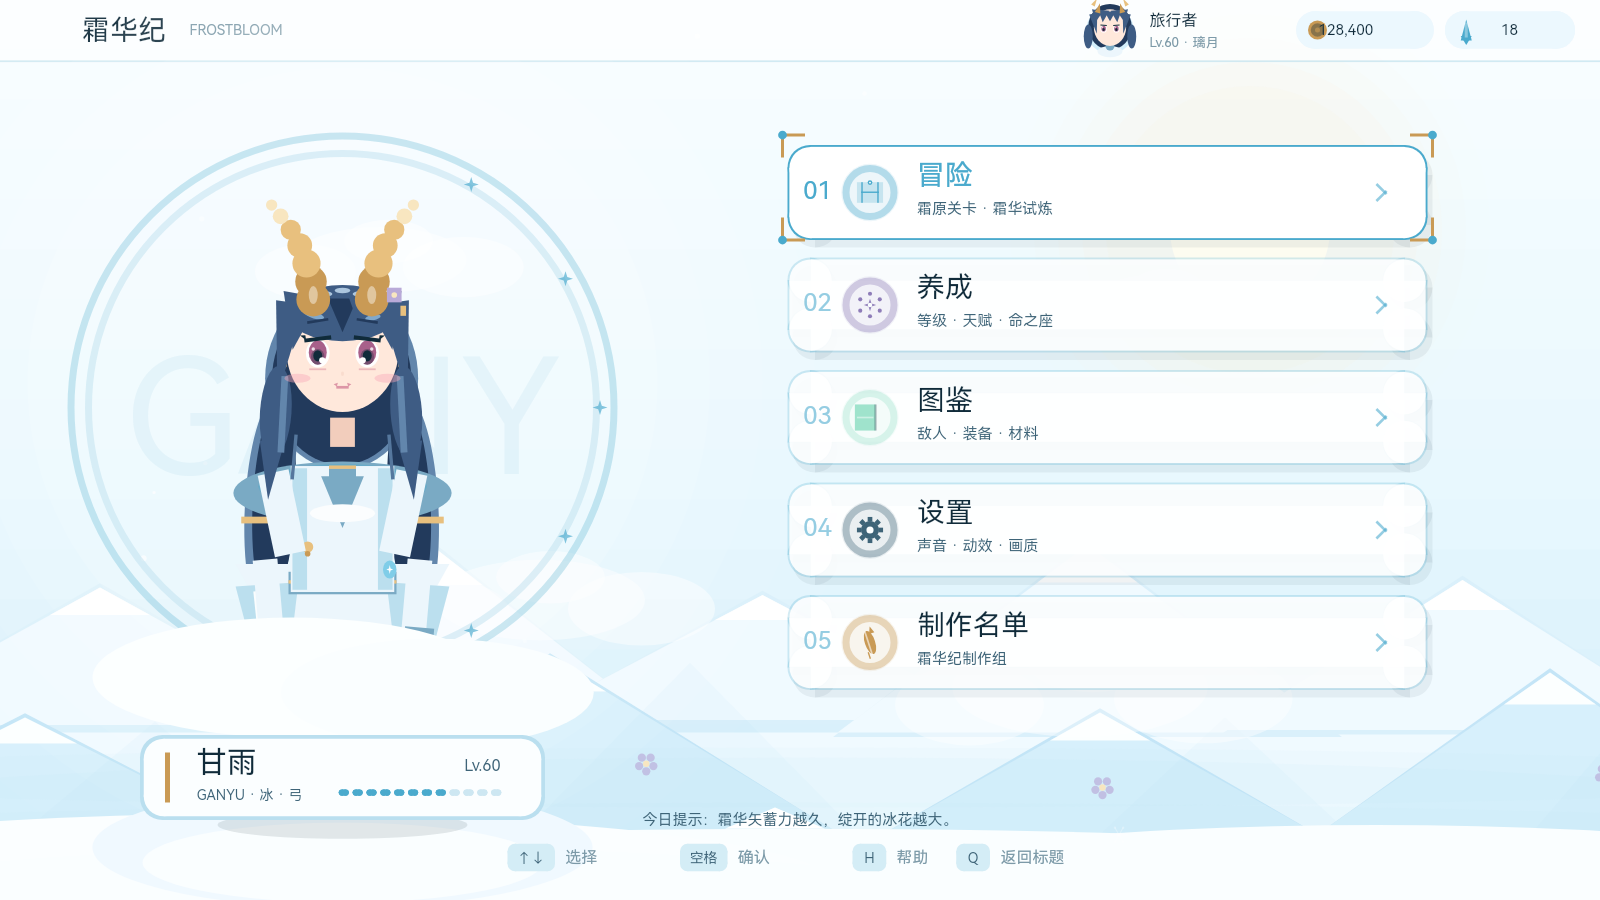 霜华纪 FROSTBLOOM
旅行者
Lv.60 · 璃月
128,400
18
GANY
01 冒险
霜原关卡 · 霜华试炼
02 养成
等级 · 天赋 · 命之座
03 图鉴
敌人 · 装备 · 材料
04 设置
声音 · 动效 · 画质
05 制作名单
霜华纪制作组
甘雨 Lv.60
GANYU · 冰 · 弓
今日提示：霜华矢蓄力越久，绽开的冰花越大。
↑↓ 选择 空格 确认 H 帮助 Q 返回标题